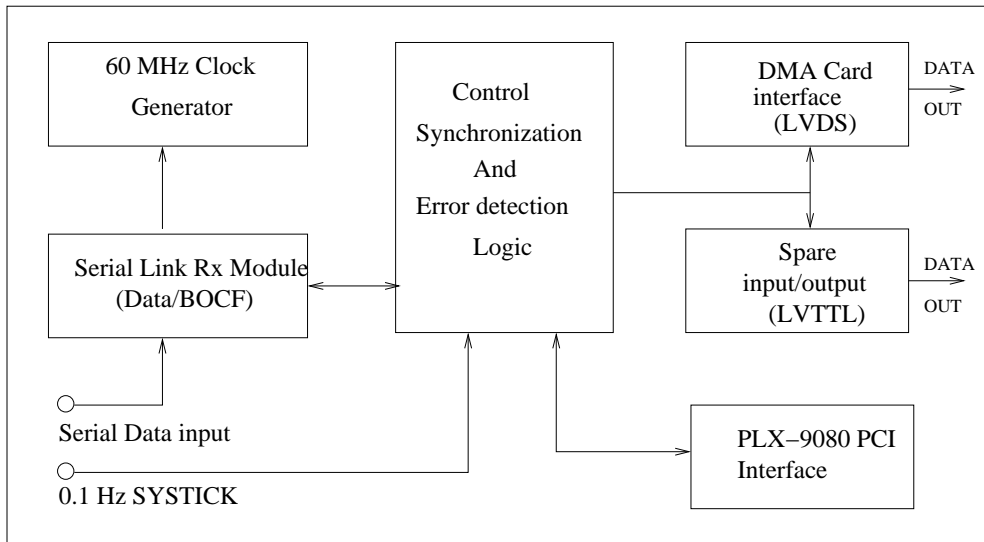 60 MHz Clock
Generator
Control
Synchronization
And
Error detection
Logic
DMA Card
interface
(LVDS)
DATA
OUT
Serial Link Rx Module
(Data/BOCF)
Spare
input/output
(LVTTL)
DATA
OUT
Serial Data input
0.1 Hz SYSTICK
PLX−9080 PCI
Interface